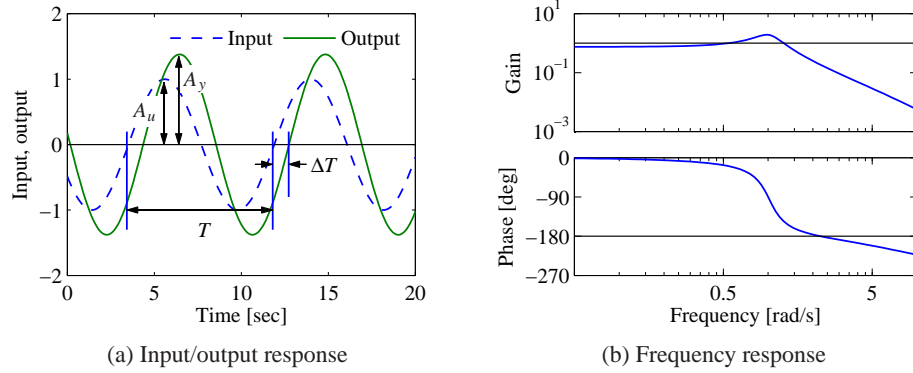 2
1
0
−1
−2
Input, output
Input
Output
A_u
A_y
ΔT
T
0
5
10
15
20
Time [sec]
(a) Input/output response
10^1
10^−1
10^−3
Gain
0
−90
−180
−270
Phase [deg]
0.5
5
Frequency [rad/s]
(b) Frequency response